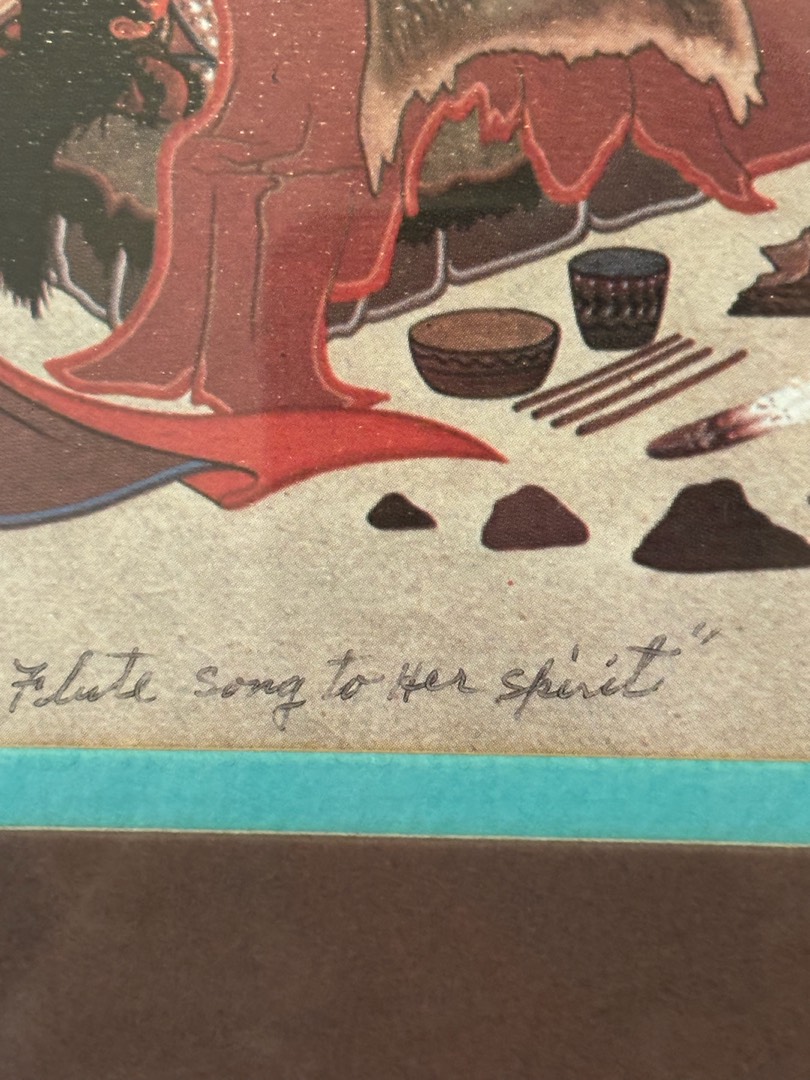 Flute song to Her spirit"